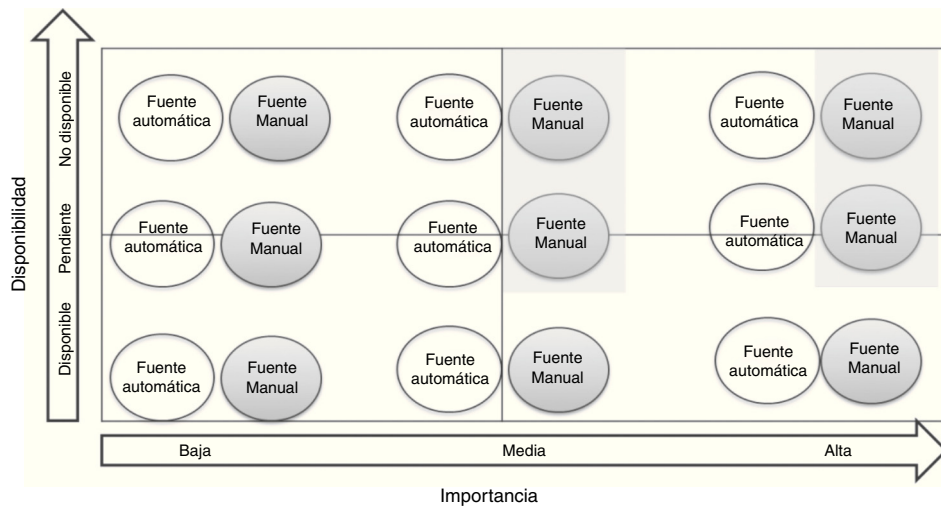 Disponibilidad
No disponible
Pendiente
Disponible
Fuente
automática
Fuente
Manual
Fuente
automática
Fuente
Manual
Fuente
automática
Fuente
Manual
Fuente
automática
Fuente
Manual
Fuente
automática
Fuente
Manual
Fuente
automática
Fuente
Manual
Fuente
automática
Fuente
Manual
Fuente
automática
Fuente
Manual
Fuente
automática
Fuente
Manual
Baja
Media
Alta
Importancia